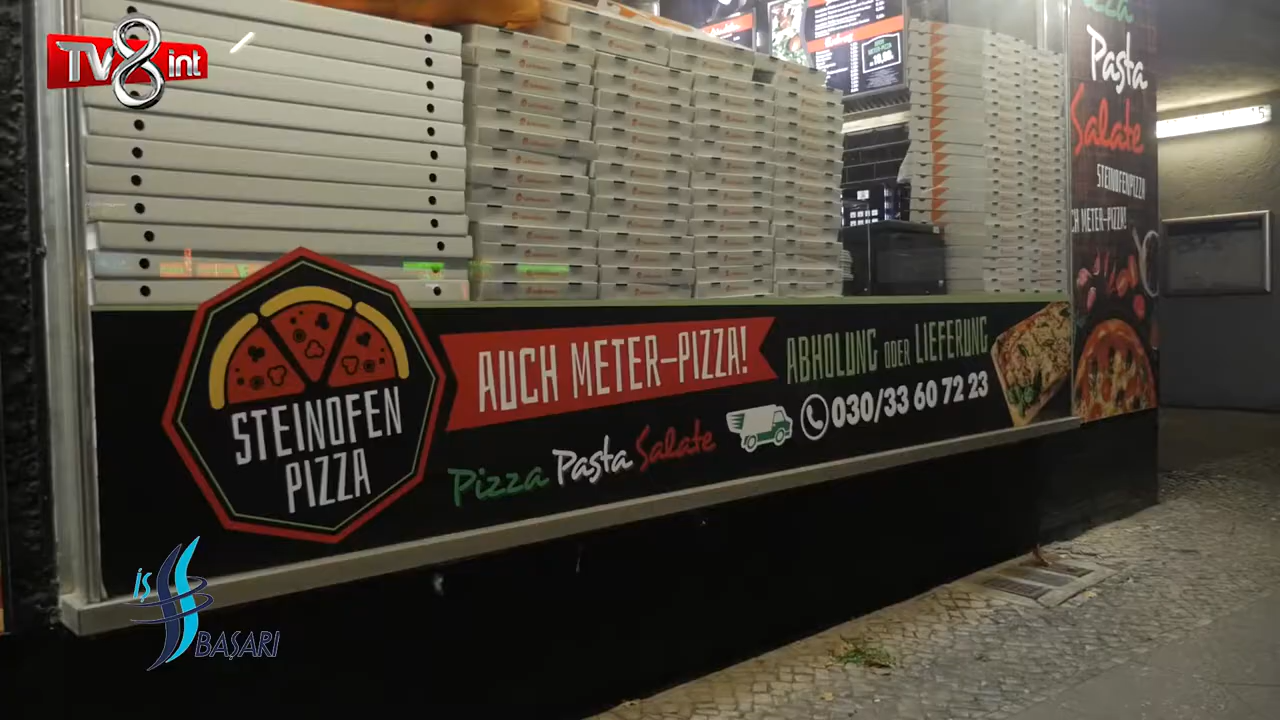 TV8int
Pizza
Pasta
Salate
STEINOFENPIZZA
CH METER-PIZZA!
STEINOFEN
PIZZA
AUCH METER-PIZZA!
ABHOLUNG ODER LIEFERUNG
Pizza Pasta Salate
030/33 60 72 23
İŞ
BAŞARI